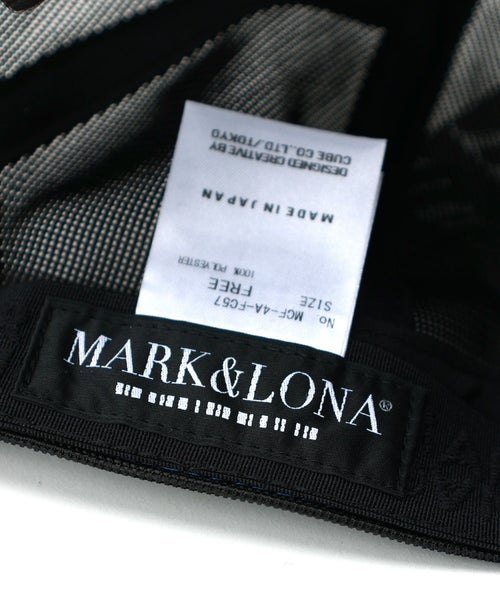 No. MCF-4A-FC57
SIZE
FREE
100% POLYESTER
MADE IN JAPAN
DESIGNED CREATIVE BY
CUBE CO.,LTD./TOKYO
MARK&LONA®